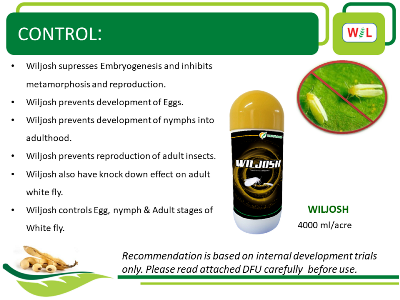 CONTROL:
WiL
• Wiljosh supresses Embryogenesis and inhibits
metamorphosis and reproduction.
• Wiljosh prevents development of Eggs.
• Wiljosh prevents development of nymphs into
adulthood.
• Wiljosh prevents reproduction of adult insects.
• Wiljosh also have knock down effect on adult
white fly.
• Wiljosh controls Egg, nymph & Adult stages of
White fly.
WILJOSH
WILJOSH
4000 ml/acre
Recommendation is based on internal development trials
only. Please read attached DFU carefully before use.